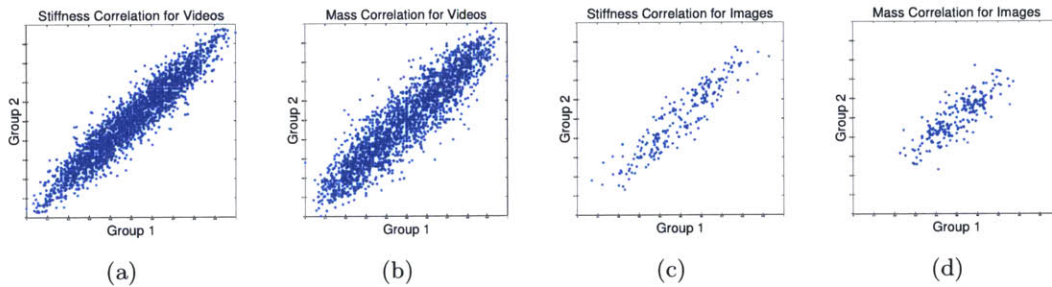 Stiffness Correlation for Videos
Group 2
Group 1
(a)
Mass Correlation for Videos
Group 2
Group 1
(b)
Stiffness Correlation for Images
Group 2
Group 1
(c)
Mass Correlation for Images
Group 2
Group 1
(d)